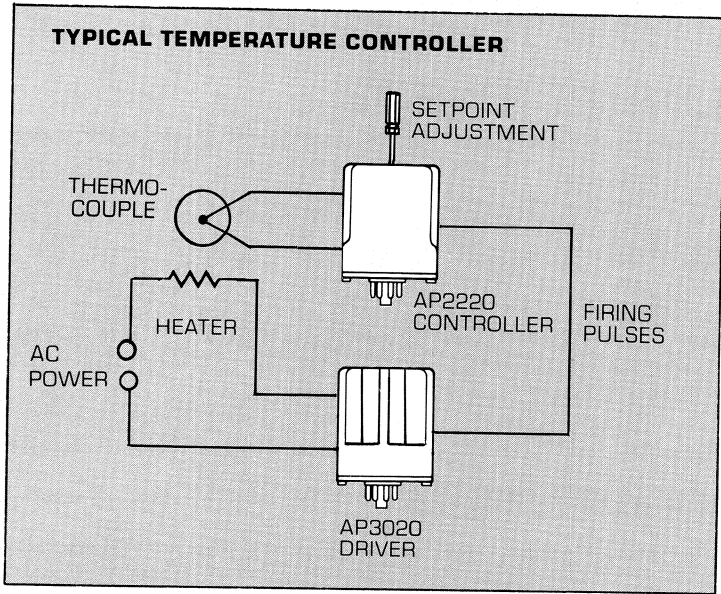 TYPICAL TEMPERATURE CONTROLLER
SETPOINT
ADJUSTMENT
THERMO-
COUPLE
AP2220
CONTROLLER
FIRING
PULSES
HEATER
AC
POWER
AP3020
DRIVER